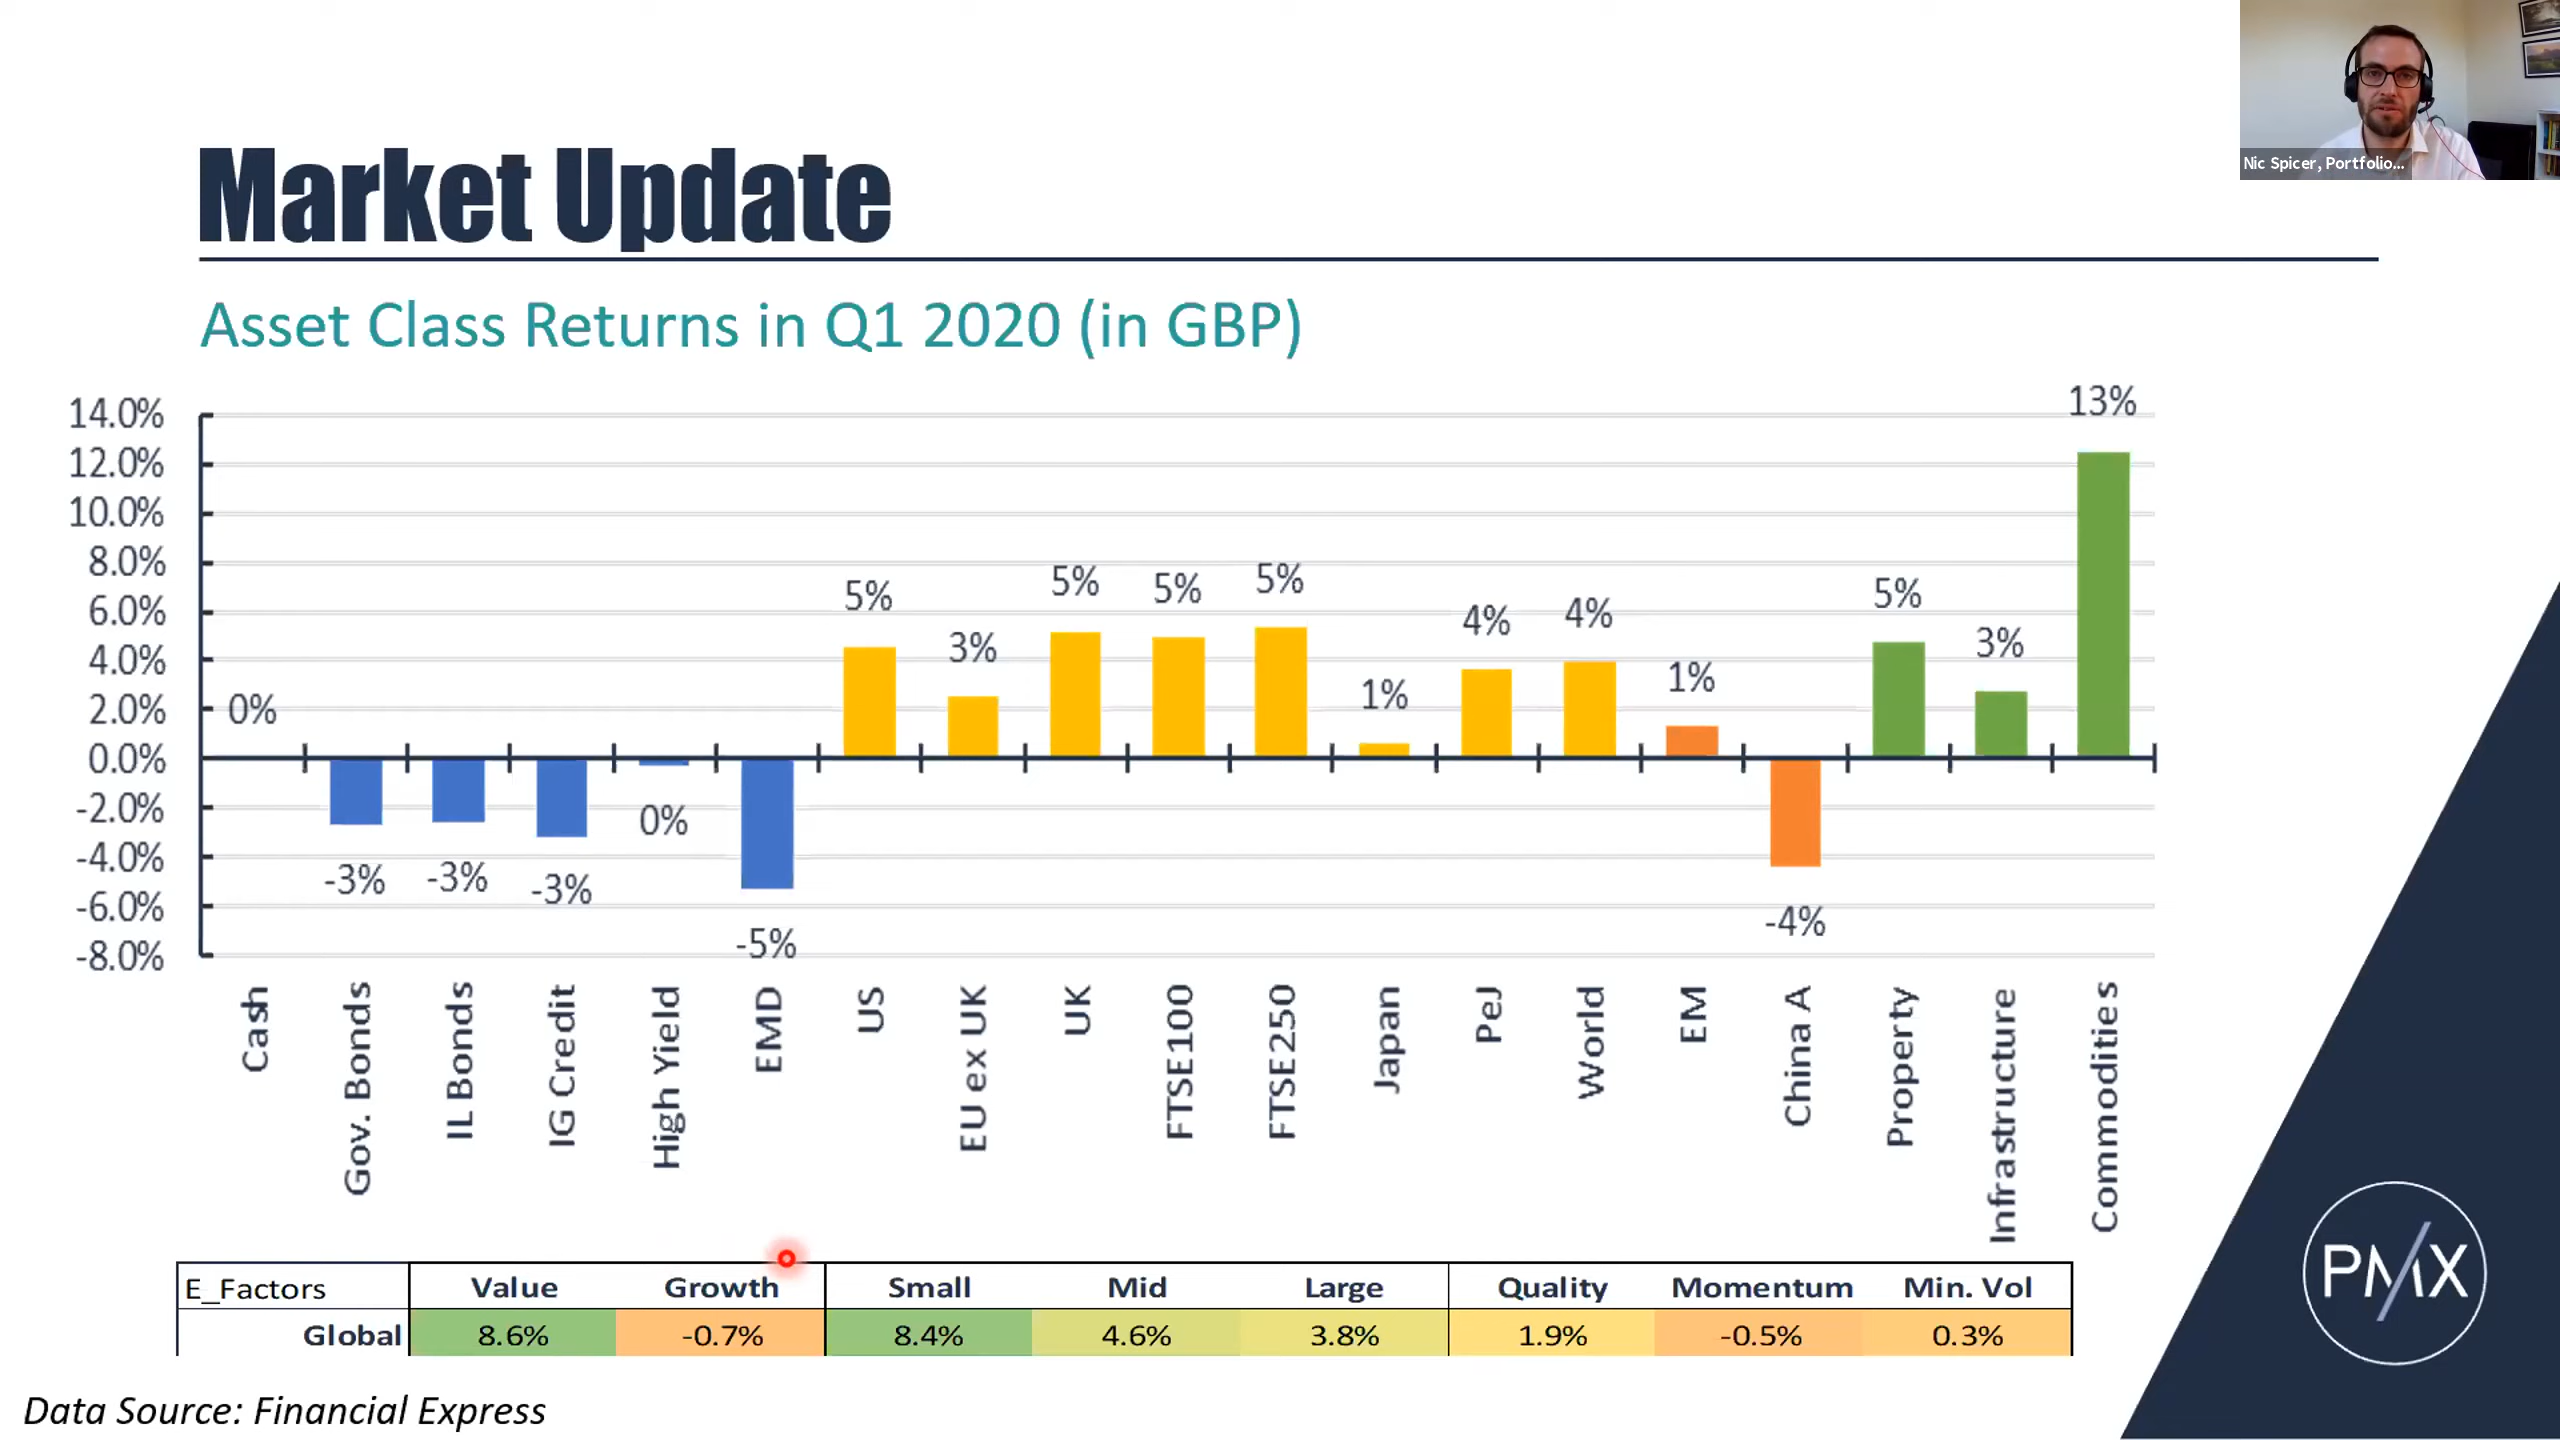 Nic Spicer, Portfolio...
Market Update
Asset Class Returns in Q1 2020 (in GBP)
14.0%
12.0%
10.0%
8.0%
6.0%
4.0%
2.0%
0.0%
-2.0%
-4.0%
-6.0%
-8.0%
0%
-3%
-3%
-3%
0%
-5%
5%
3%
5%
5%
5%
1%
4%
4%
1%
-4%
5%
3%
13%
Cash
Gov. Bonds
IL Bonds
IG Credit
High Yield
EMD
US
EU ex UK
UK
FTSE100
FTSE250
Japan
PeJ
World
EM
China A
Property
Infrastructure
Commodities
E_Factors Value Growth Small Mid Large Quality Momentum Min. Vol
Global 8.6% -0.7% 8.4% 4.6% 3.8% 1.9% -0.5% 0.3%
Data Source: Financial Express
PMX